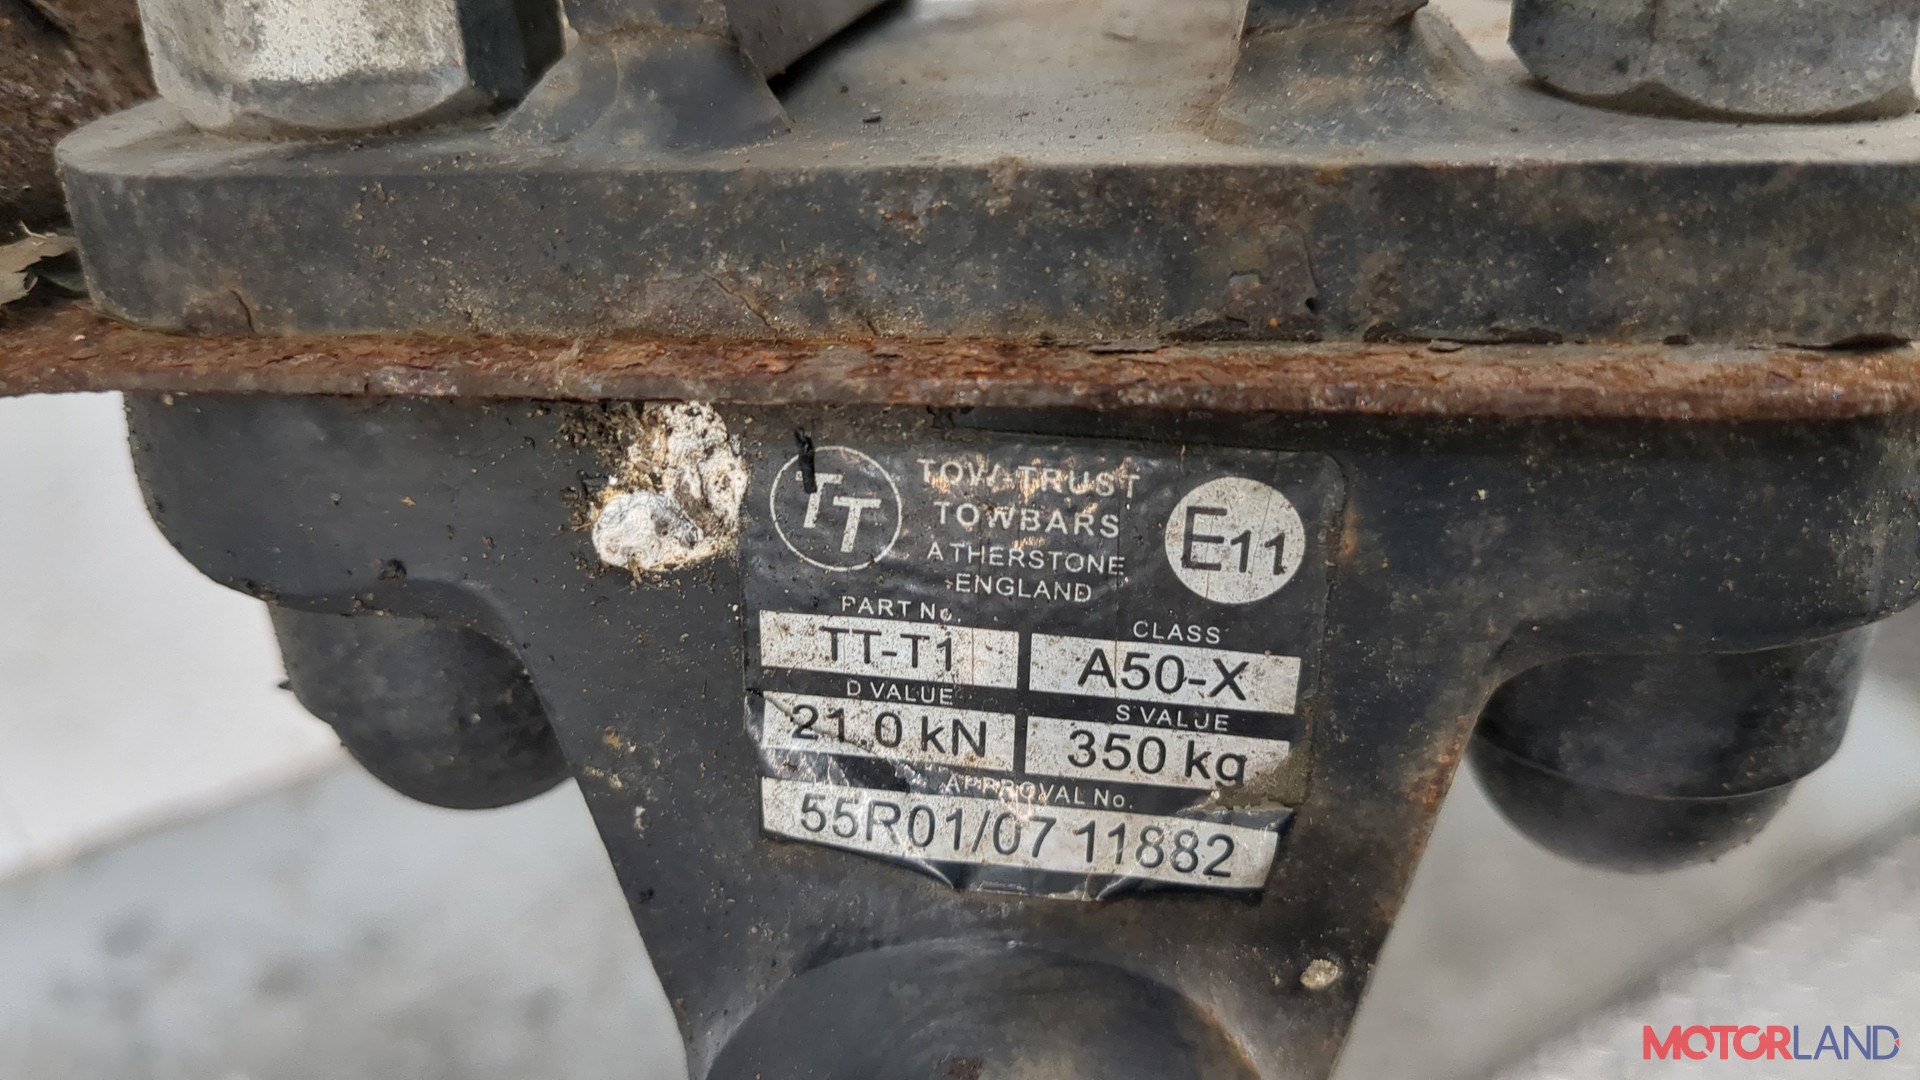 TT
TOW-TRUST
TOWBARS
ATHERSTONE
ENGLAND
E11
PART No.
TT-T1
CLASS
A50-X
D VALUE
21.0 kN
S VALUE
350 kg
APPROVAL No.
55R01/07 11882
MOTORLAND